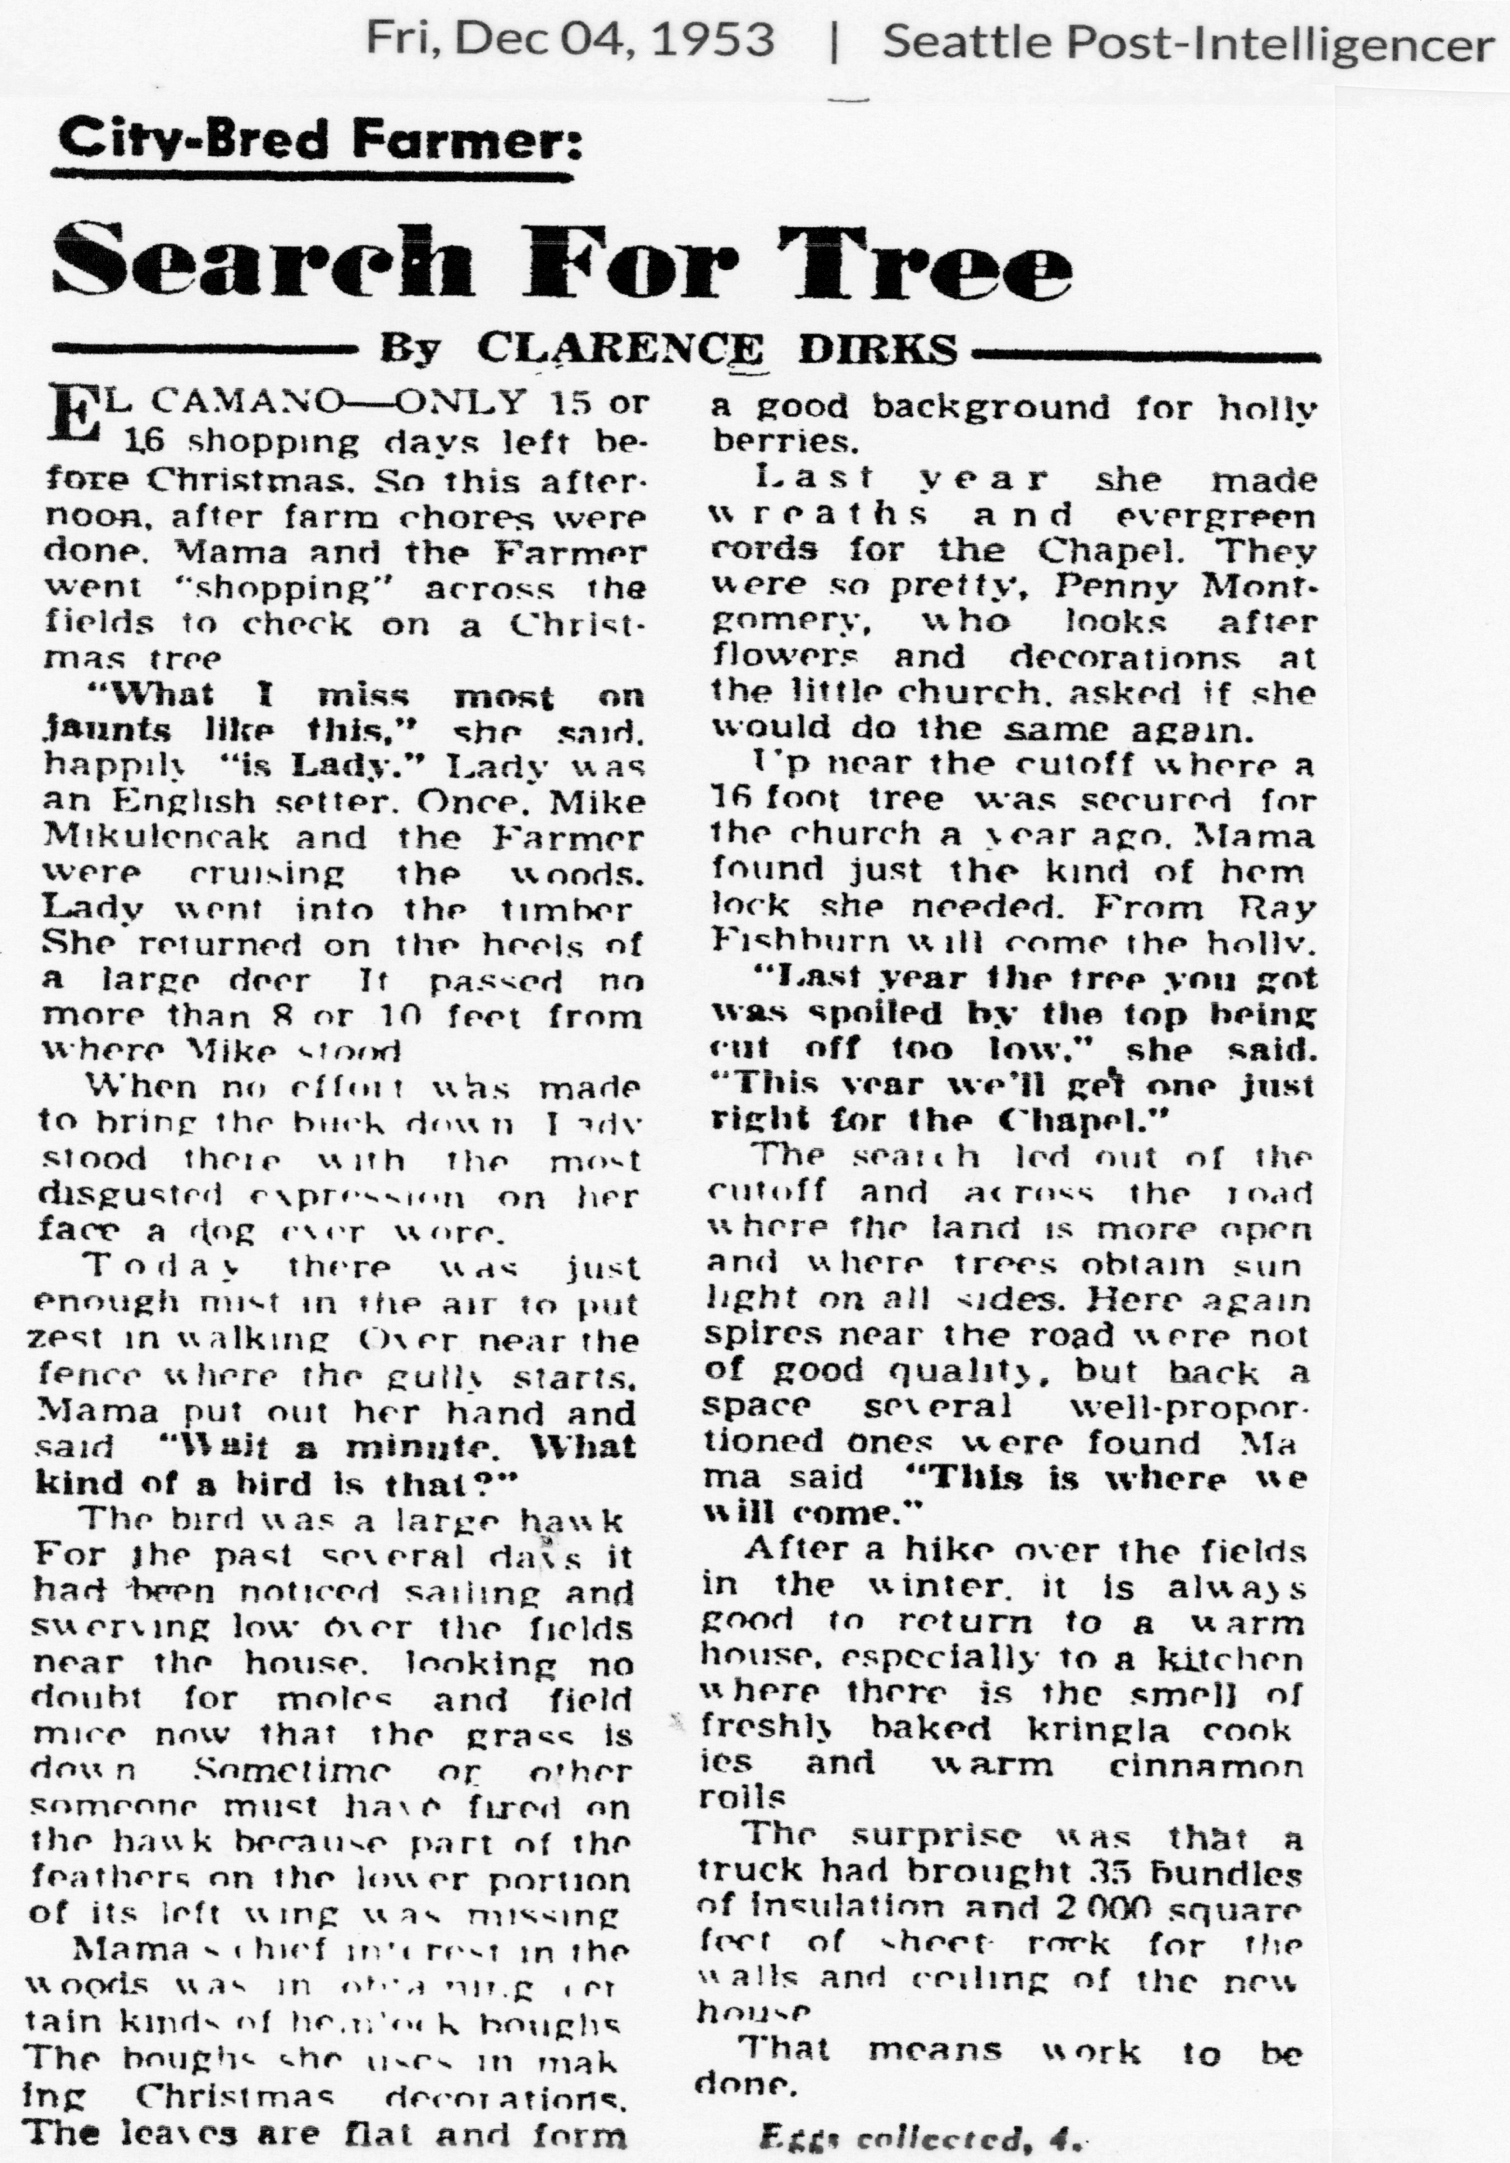 Fri, Dec 04, 1953 | Seattle Post-Intelligencer
City-Bred Farmer:
Search For Tree
By CLARENCE DIRKS
EL CAMANO—ONLY 15 or
16 shopping days left be-
fore Christmas. So this after-
noon, after farm chores were
done, Mama and the Farmer
went "shopping" across the
fields to check on a Christ-
mas tree
"What I miss most on
jaunts like this," she said,
happily "is Lady." Lady was
an English setter. Once, Mike
Mikulencak and the Farmer
were cruising the woods.
Lady went into the timber
She returned on the heels of
a large deer It passed no
more than 8 or 10 feet from
where Mike stood
When no effort was made
to bring the buck down Lady
stood there with the most
disgusted expression on her
face a dog ever wore.
Today there was just
enough mist in the air to put
zest in walking Over near the
fence where the gully starts,
Mama put out her hand and
said "Wait a minute. What
kind of a bird is that?"
The bird was a large hawk
For the past several days it
had been noticed sailing and
swerving low over the fields
near the house, looking no
doubt for moles and field
mice now that the grass is
down Sometime or other
someone must have fired on
the hawk because part of the
feathers on the lower portion
of its left wing was missing
Mama s chief interest in the
woods was in obtaining cer
tain kinds of hemlock boughs
The boughs she uses in mak
ing Christmas decorations.
The leaves are flat and form
a good background for holly
berries.
Last year she made
wreaths and evergreen
cords for the Chapel. They
were so pretty, Penny Mont-
gomery, who looks after
flowers and decorations at
the little church, asked if she
would do the same again.
Up near the cutoff where a
16 foot tree was secured for
the church a year ago, Mama
found just the kind of hem
lock she needed. From Ray
Fishburn will come the holly.
"Last year the tree you got
was spoiled by the top being
cut off too low," she said.
"This year we'll get one just
right for the Chapel."
The search led out of the
cutoff and across the road
where the land is more open
and where trees obtain sun
light on all sides. Here again
spires near the road were not
of good quality, but back a
space several well-propor-
tioned ones were found Ma
ma said "This is where we
will come."
After a hike over the fields
in the winter, it is always
good to return to a warm
house, especially to a kitchen
where there is the smell of
freshly baked kringla cook
ies and warm cinnamon
rolls
The surprise was that a
truck had brought 35 bundles
of insulation and 2 000 square
feet of sheet rock for the
walls and ceiling of the new
house
That means work to be
done.
Eggs collected, 4.